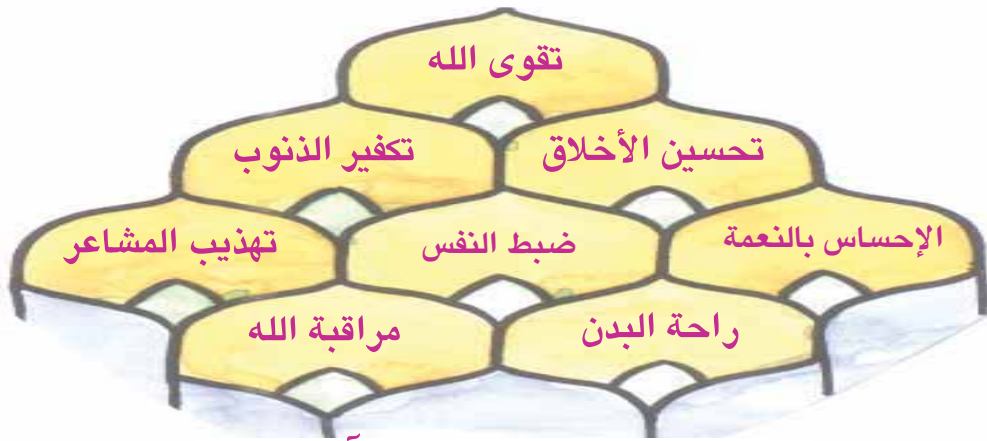 تقوى الله
تحسين الأخلاق تكفير الذنوب
الإحساس بالنعمة ضبط النفس تهذيب المشاعر
راحة البدن مراقبة الله